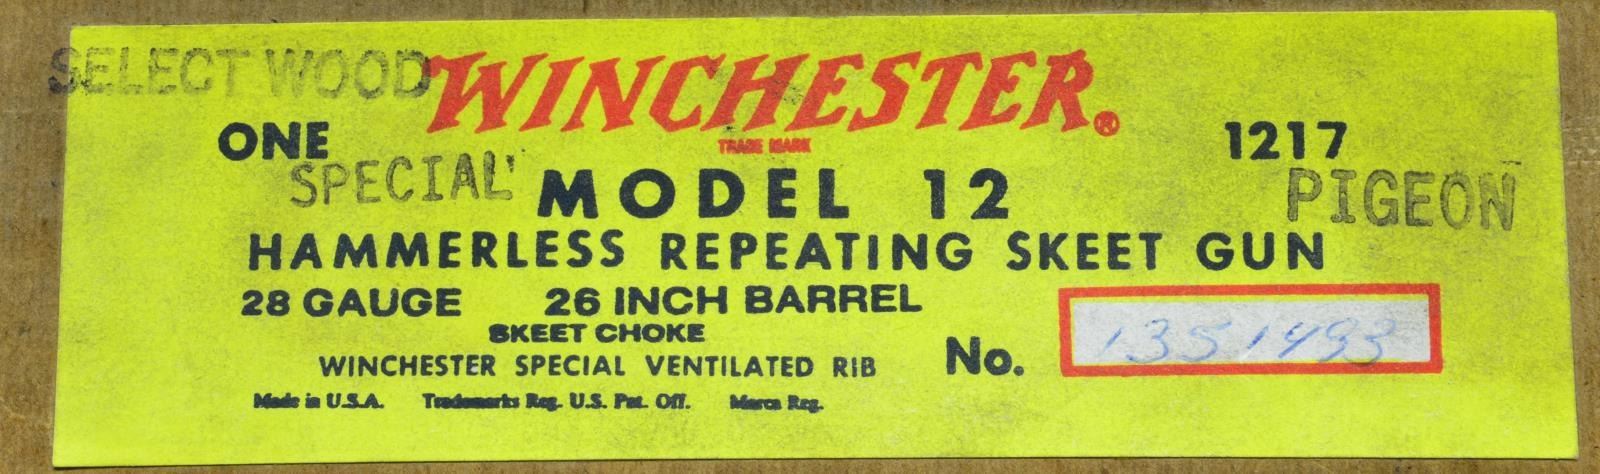 SELECT WOOD
WINCHESTER®
TRADE MARK
ONE
1217
SPECIAL
MODEL 12
PIGEON
HAMMERLESS REPEATING SKEET GUN
28 GAUGE 26 INCH BARREL
SKEET CHOKE
WINCHESTER SPECIAL VENTILATED RIB
No. 1351493
Made in U.S.A. Trademarks Reg. U.S. Pat. Off. Marca Reg.